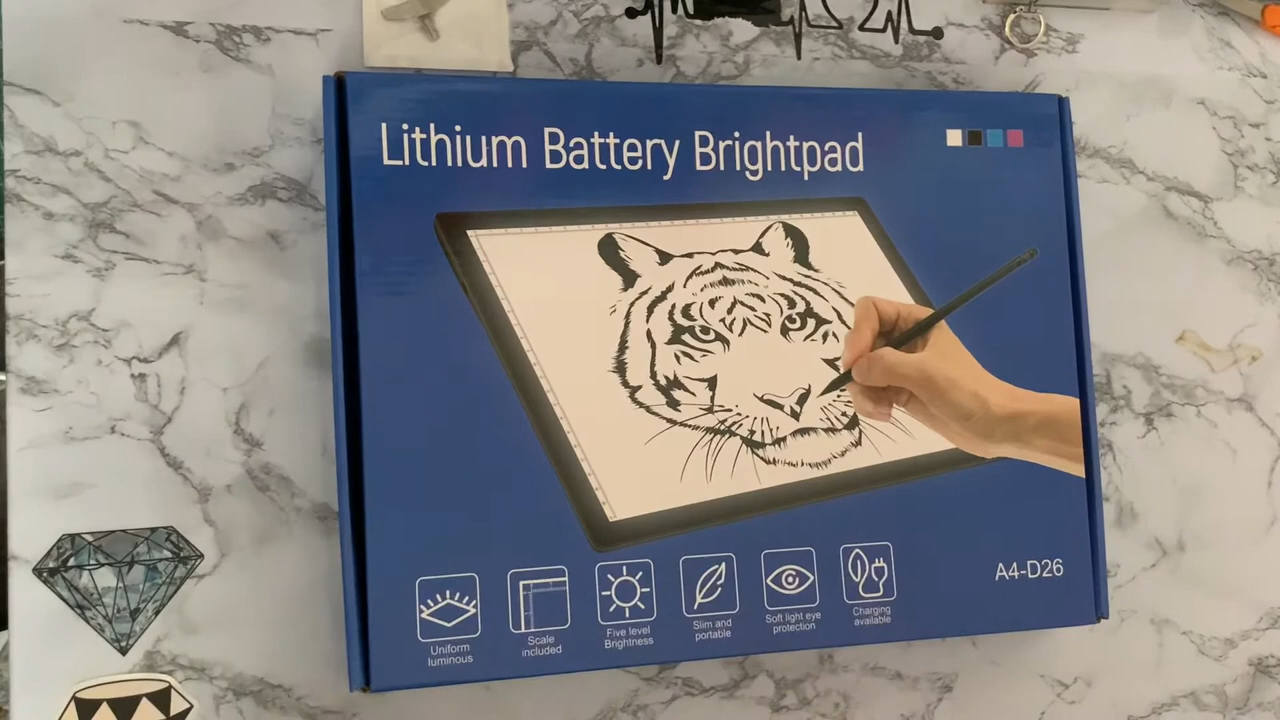 Lithium Battery Brightpad
A4-D26
Uniform
luminous
Scale
included
Five level
Brightness
Slim and
portable
Soft light eye
protection
Charging
available